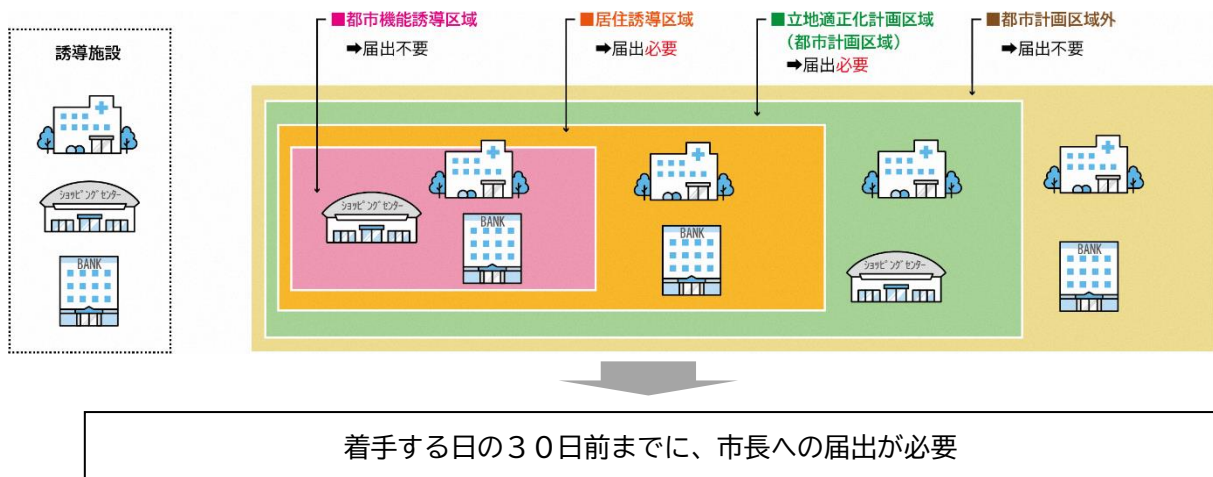 ■都市機能誘導区域
➡届出不要
■居住誘導区域
➡届出必要
■立地適正化計画区域
(都市計画区域)
➡届出必要
■都市計画区域外
➡届出不要
誘導施設
ショッピングセンター
BANK
ショッピングセンター
BANK
BANK
ショッピングセンター
BANK
着手する日の３０日前までに、市長への届出が必要